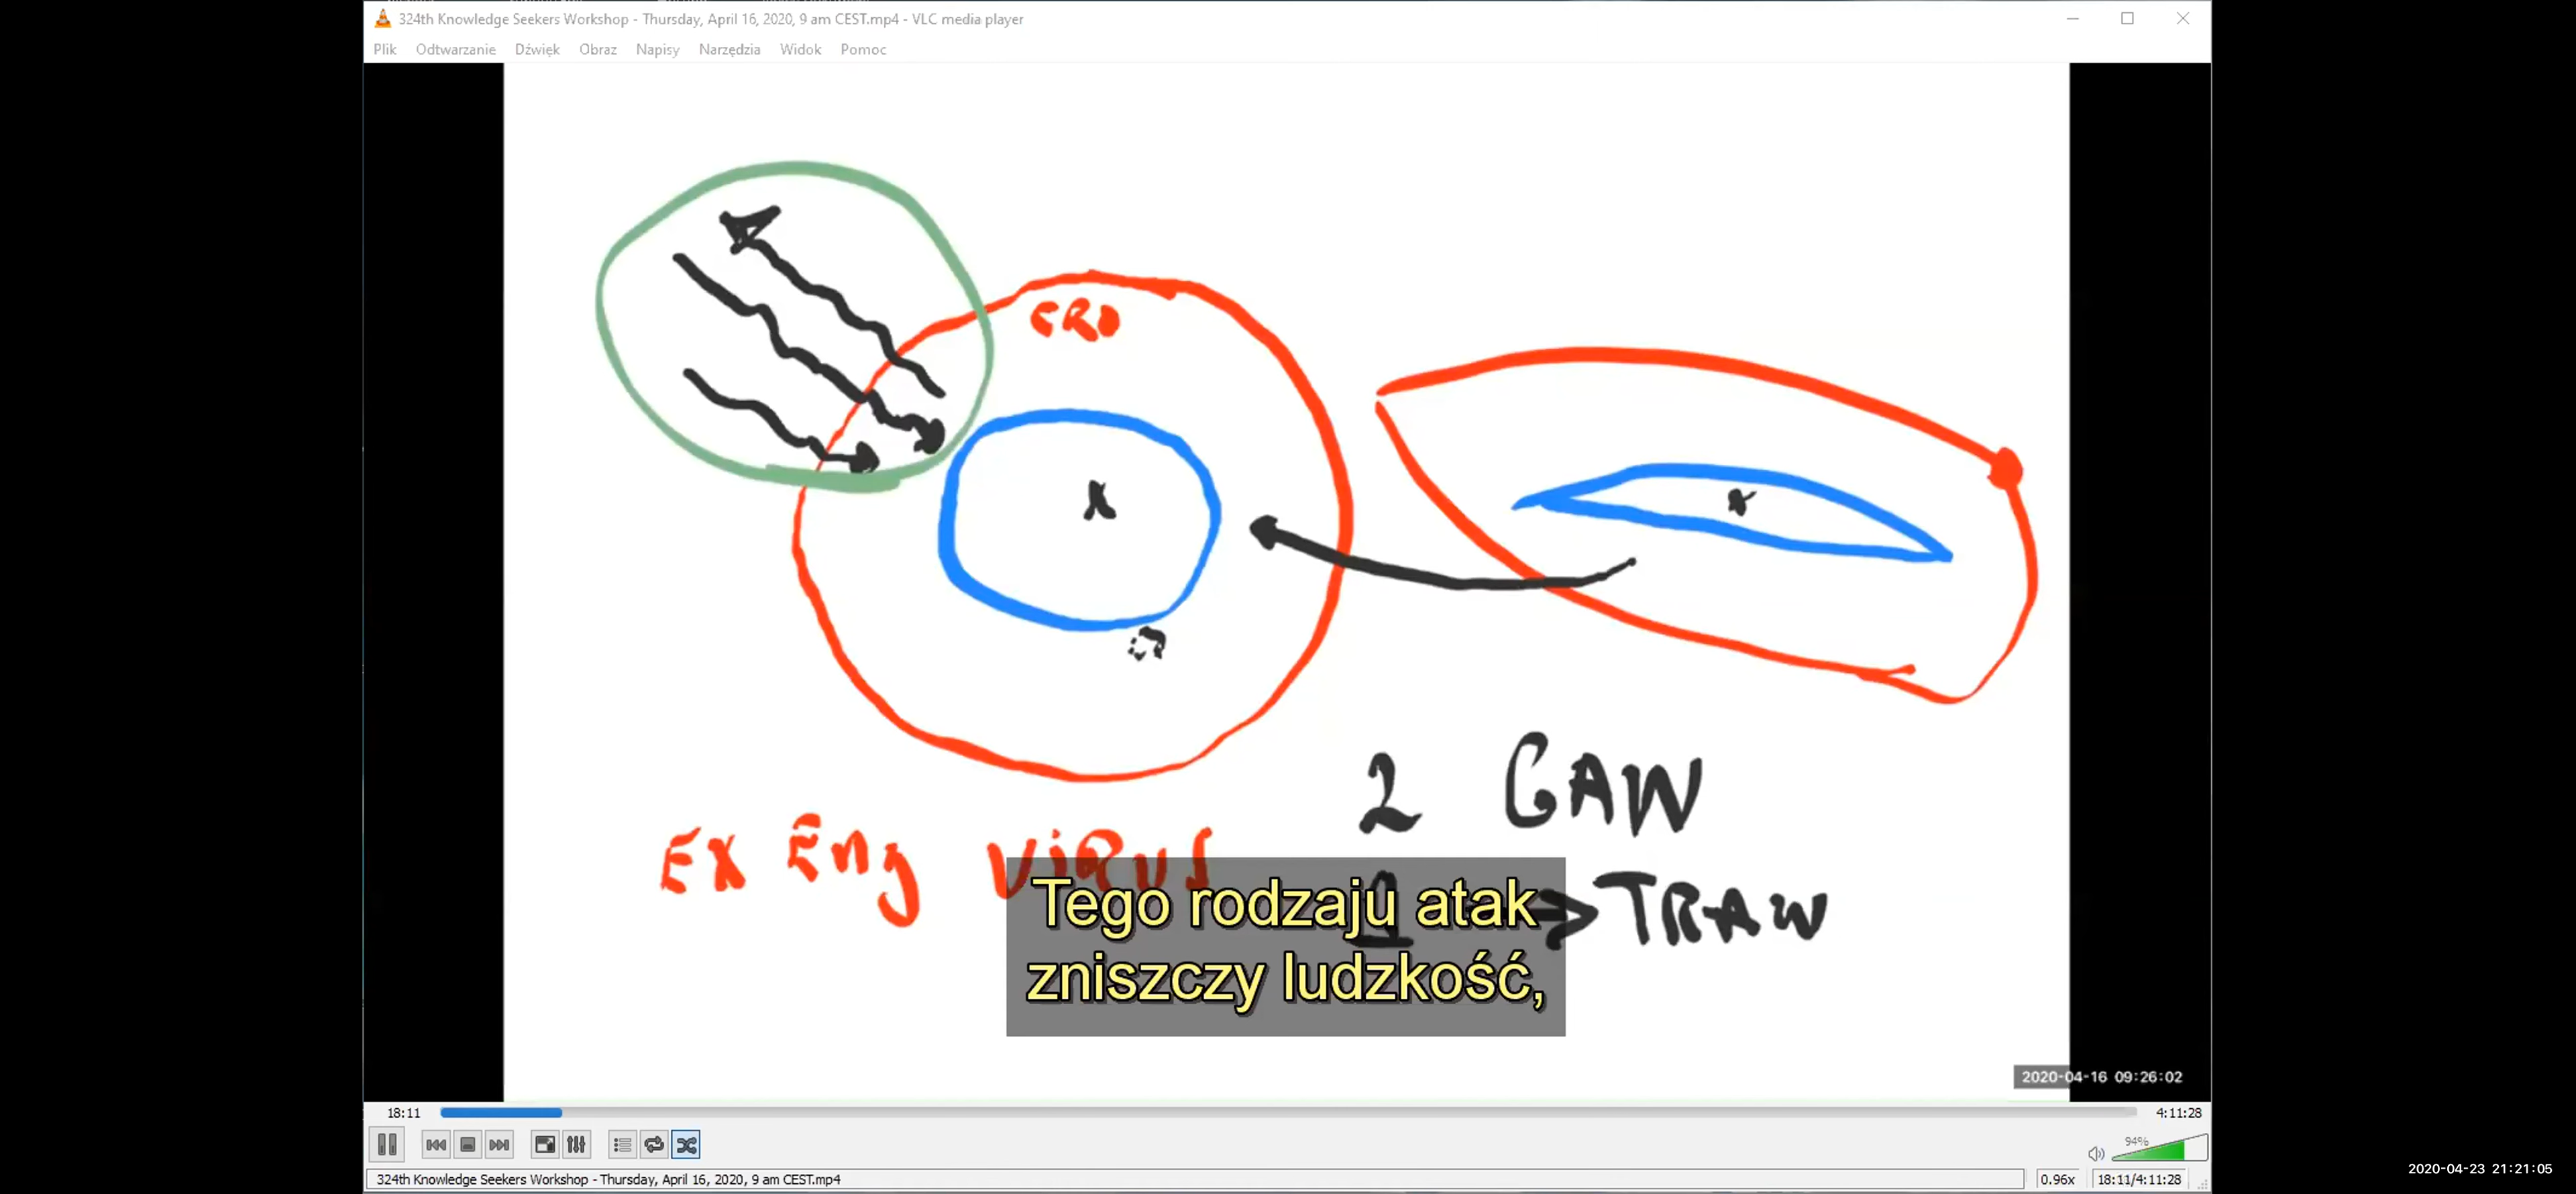 324th Knowledge Seekers Workshop - Thursday, April 16, 2020, 9 am CEST.mp4 - VLC media player
Plik Odtwarzanie Dźwięk Obraz Napisy Narzędzia Widok Pomoc
X
x
2 GAW
Ex Eng VIRUS
TRAW
Tego rodzaju atak
zniszczy ludzkość,
2020-04-16 09:26:02
18:11
4:11:28
94%
324th Knowledge Seekers Workshop - Thursday, April 16, 2020, 9 am CEST.mp4
0.96x
18:11/4:11:28
2020-04-23 21:21:05